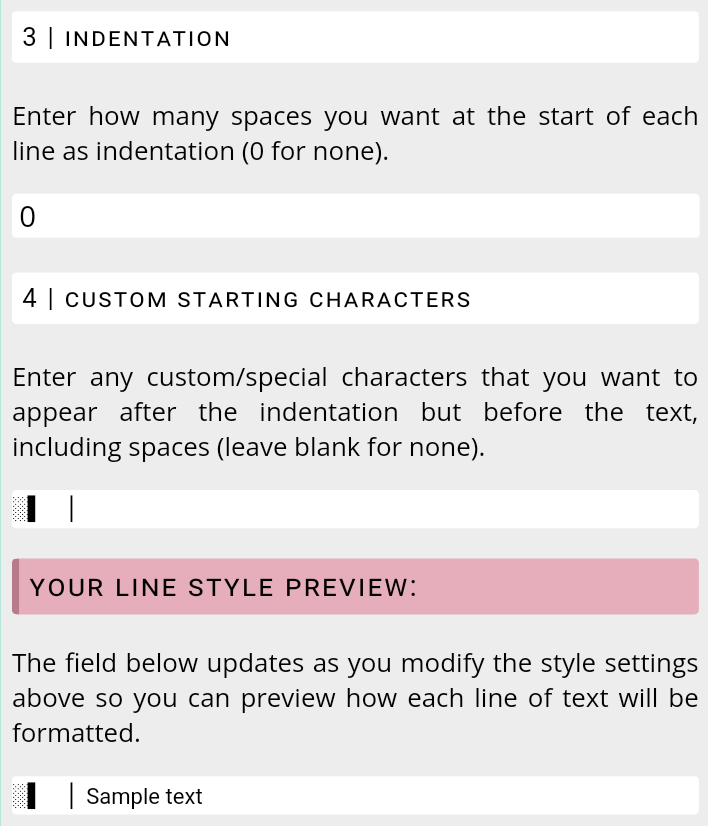 3 | INDENTATION
Enter how many spaces you want at the start of each
line as indentation (0 for none).
0
4 | CUSTOM STARTING CHARACTERS
Enter any custom/special characters that you want to
appear after the indentation but before the text,
including spaces (leave blank for none).
░▌ │
YOUR LINE STYLE PREVIEW:
The field below updates as you modify the style settings
above so you can preview how each line of text will be
formatted.
░▌ │ Sample text